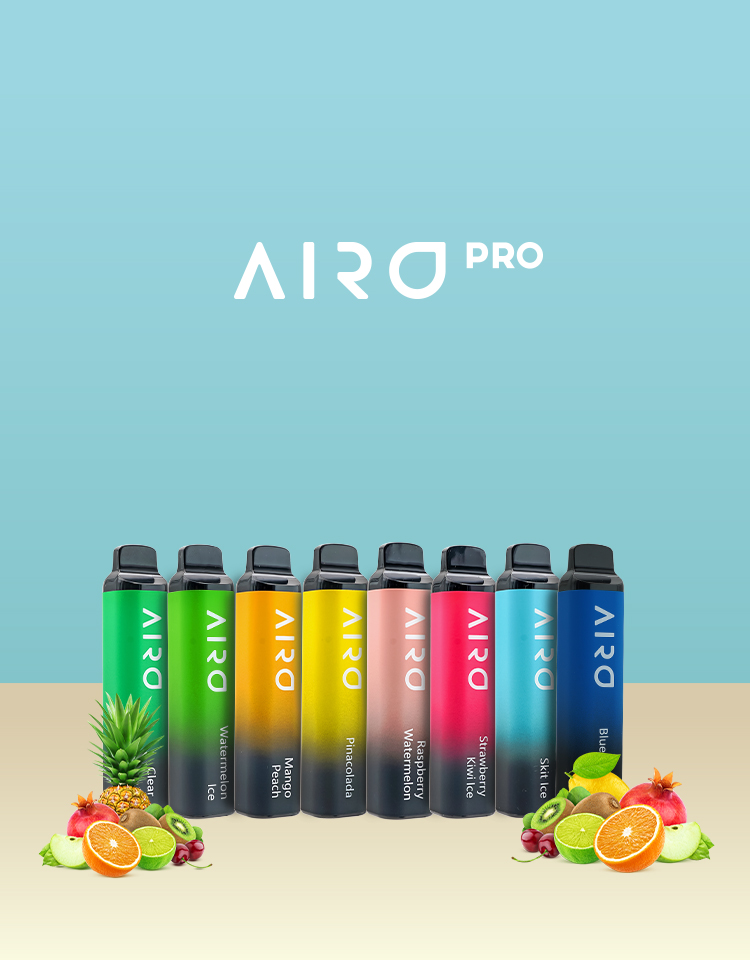 AIRO PRO
AIRO
Clear
AIRO
Watermelon
Ice
AIRO
Mango
Peach
AIRO
Pinacolada
AIRO
Raspberry
Watermelon
AIRO
Strawberry
Kiwi Ice
AIRO
Skit Ice
AIRO
Blue